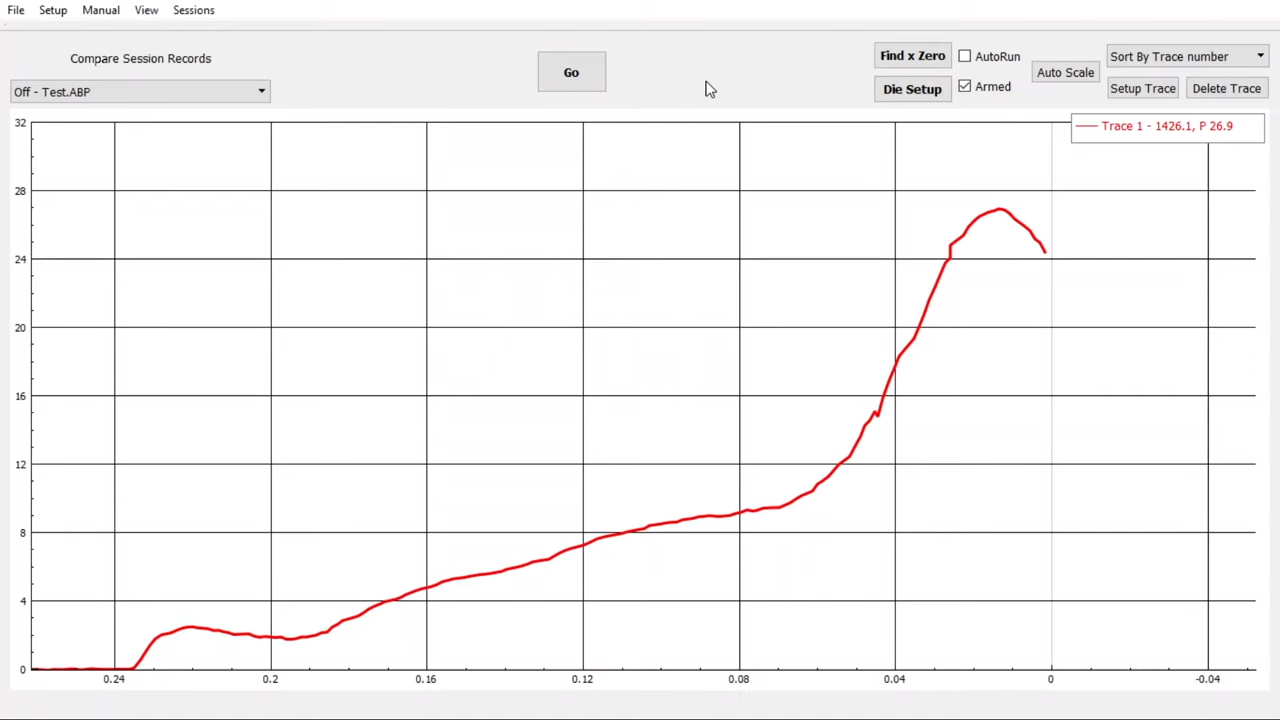 File Setup Manual View Sessions
Compare Session Records
Off - Test.ABP
Go
Find x Zero
AutoRun
Die Setup
Armed
Auto Scale
Sort By Trace number
Setup Trace
Delete Trace
Trace 1 - 1426.1, P 26.9
32
28
24
20
16
12
8
4
0
0.24 0.2 0.16 0.12 0.08 0.04 0 -0.04